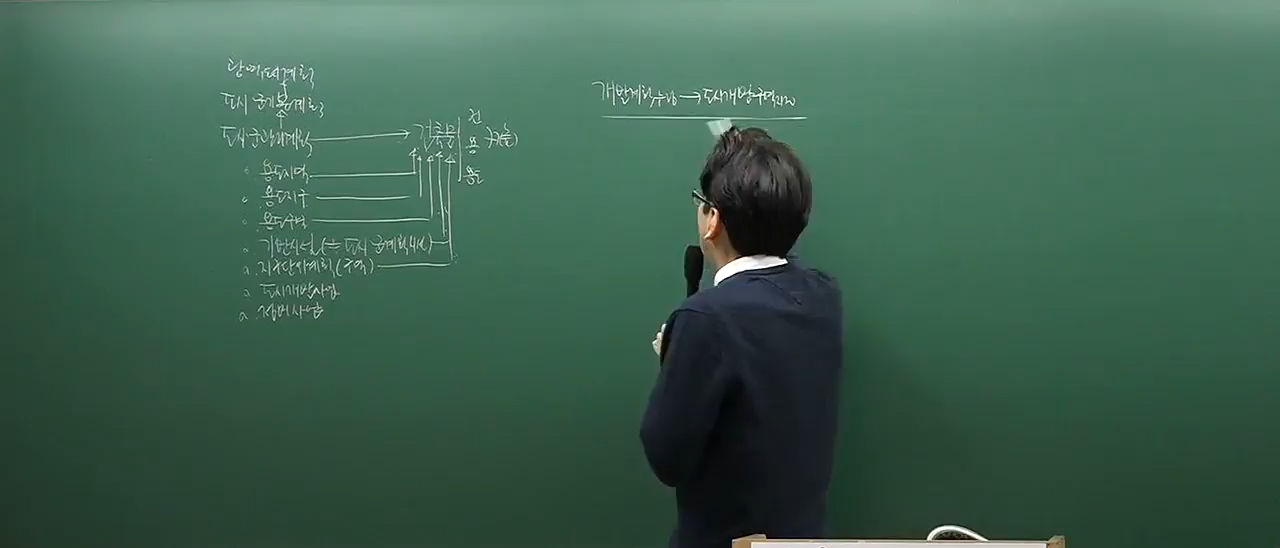 광역도시계획
도시·군기본계획
도시·군관리계획 → 건축물
건
용
용도
· 용도지역
· 용도지구
· 용도구역
· 기반시설(→도시·군계획시설)
· 지구단위계획(구역)
· 도시개발사업
· 정비사업
개발계획수립 → 도시개발구역지정